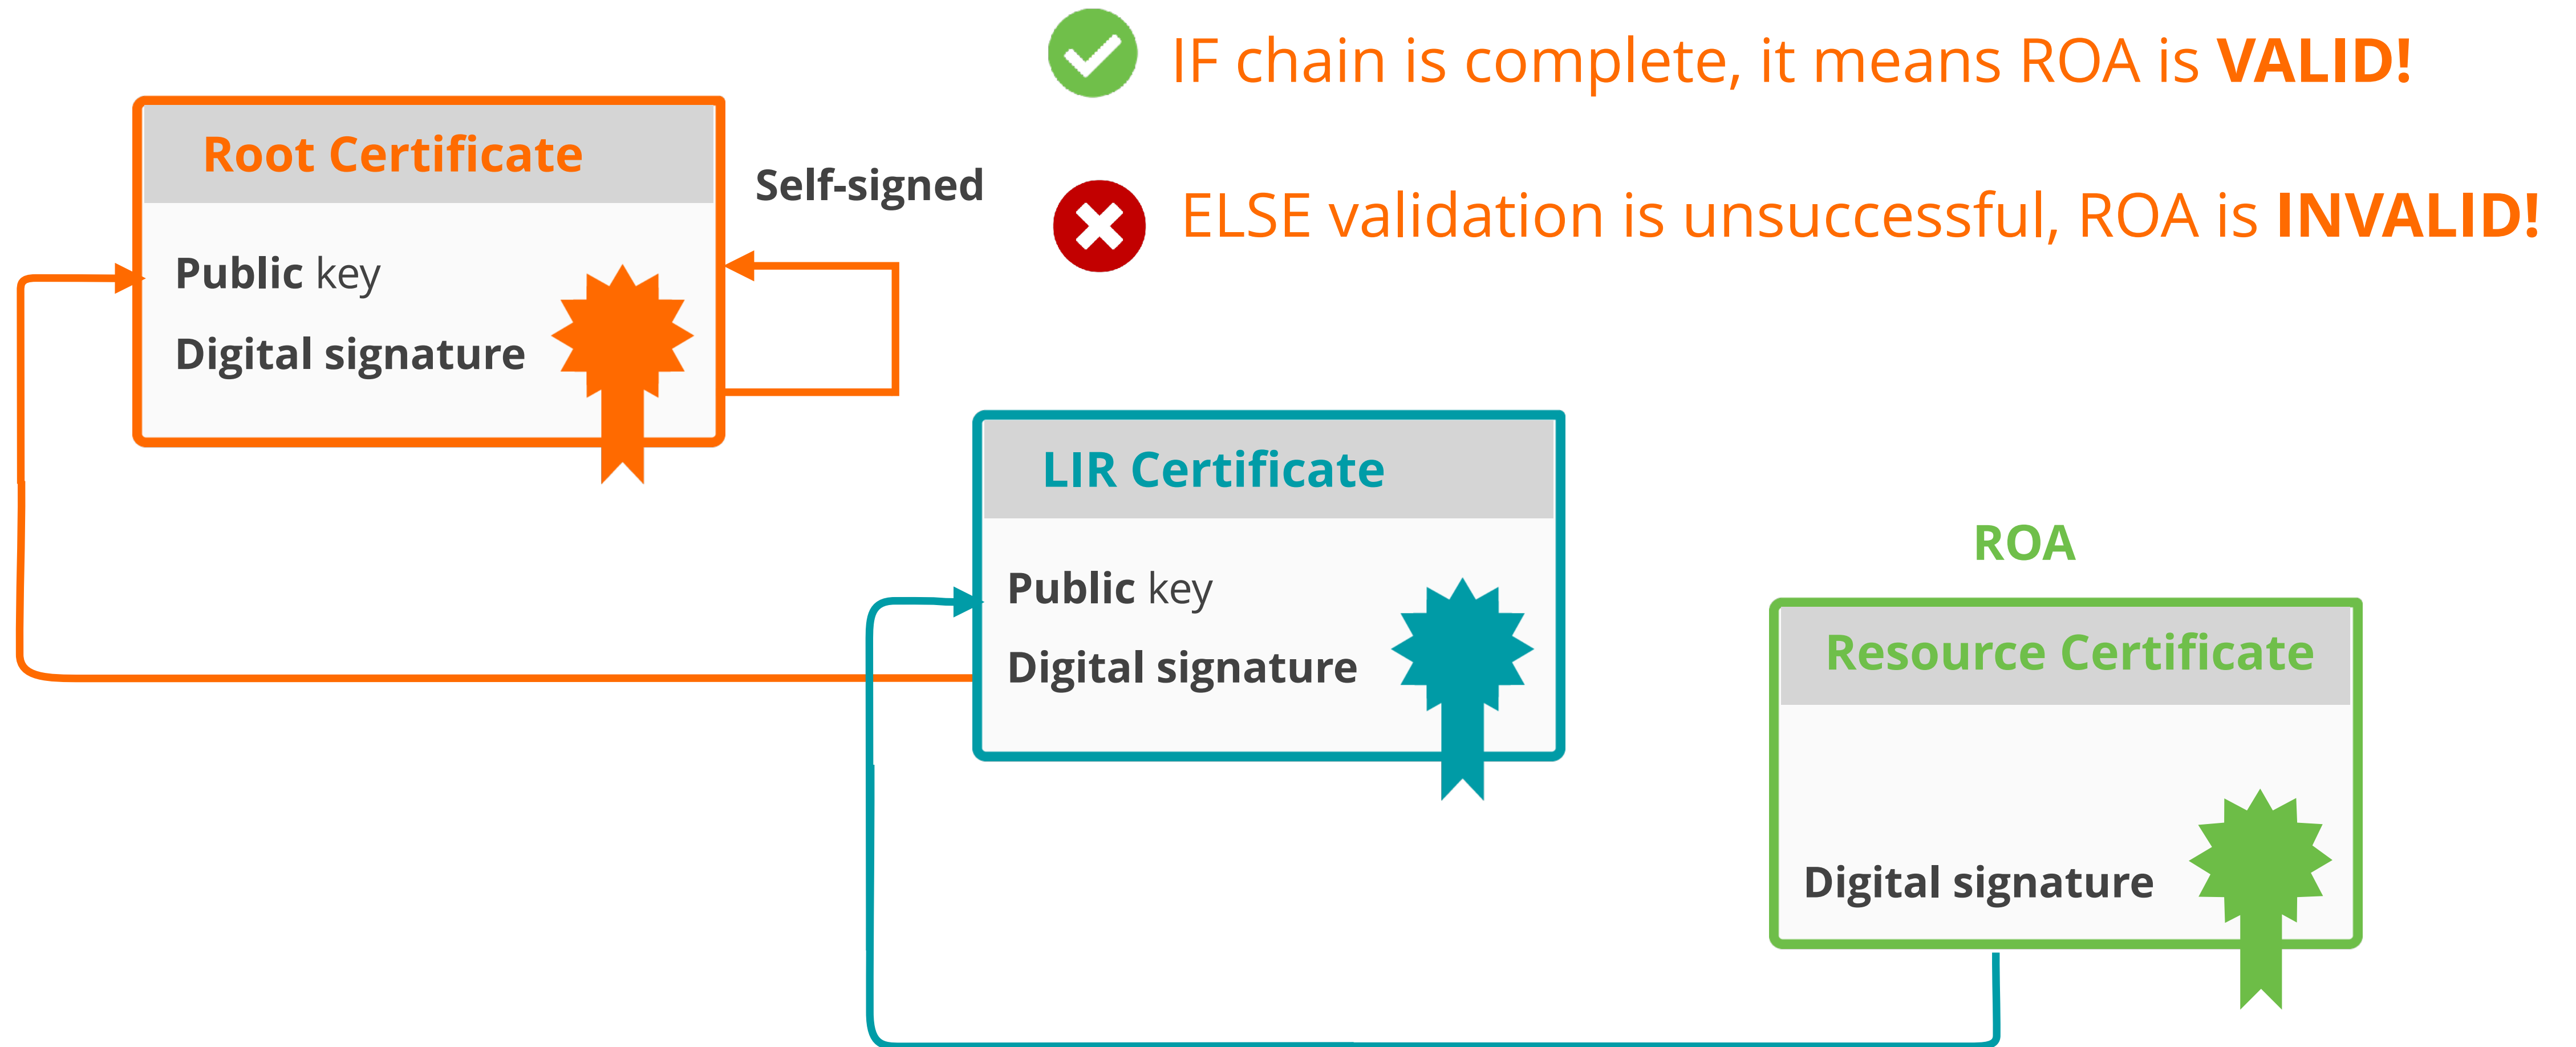 IF chain is complete, it means ROA is VALID!
ELSE validation is unsuccessful, ROA is INVALID!
Root Certificate
Self-signed
Public key
Digital signature
LIR Certificate
Public key
Digital signature
ROA
Resource Certificate
Digital signature